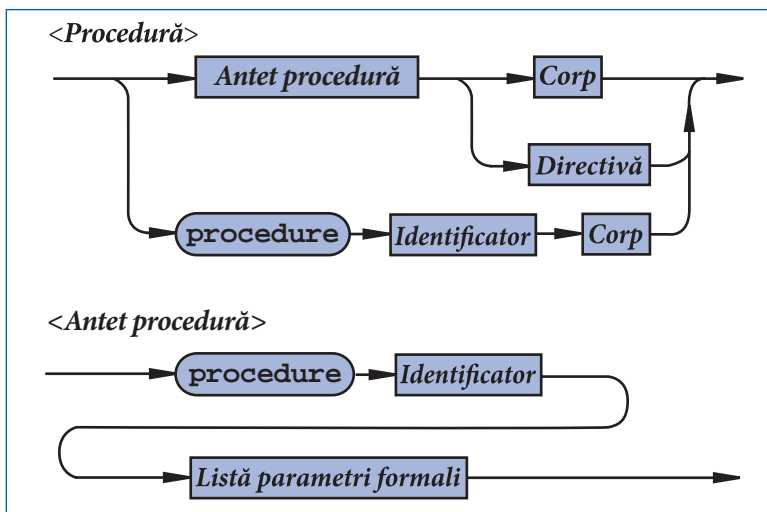 <Procedură>
Antet procedură
Corp
Directivă
procedure
Identificator
Corp
<Antet procedură>
procedure
Identificator
Listă parametri formali